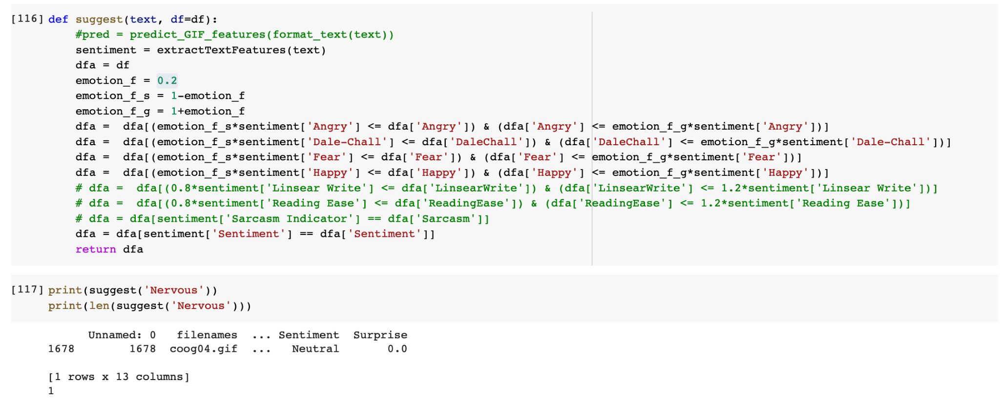 [116] def suggest(text, df=df):
#pred = predict_GIF_features(format_text(text))
sentiment = extractTextFeatures(text)
dfa = df
emotion_f = 0.2
emotion_f_s = 1-emotion_f
emotion_f_g = 1+emotion_f
dfa =  dfa[(emotion_f_s*sentiment['Angry'] <= dfa['Angry']) & (dfa['Angry'] <= emotion_f_g*sentiment['Angry'])]
dfa =  dfa[(emotion_f_s*sentiment['Dale-Chall'] <= dfa['DaleChall']) & (dfa['DaleChall'] <= emotion_f_g*sentiment['Dale-Chall'])]
dfa =  dfa[(emotion_f_s*sentiment['Fear'] <= dfa['Fear']) & (dfa['Fear'] <= emotion_f_g*sentiment['Fear'])]
dfa =  dfa[(emotion_f_s*sentiment['Happy'] <= dfa['Happy']) & (dfa['Happy'] <= emotion_f_g*sentiment['Happy'])]
# dfa =  dfa[(0.8*sentiment['Linsear Write'] <= dfa['LinsearWrite']) & (dfa['LinsearWrite'] <= 1.2*sentiment['Linsear Write'])]
# dfa =  dfa[(0.8*sentiment['Reading Ease'] <= dfa['ReadingEase']) & (dfa['ReadingEase'] <= 1.2*sentiment['Reading Ease'])]
# dfa = dfa[sentiment['Sarcasm Indicator'] == dfa['Sarcasm']]
dfa = dfa[sentiment['Sentiment'] == dfa['Sentiment']]
return dfa
[117] print(suggest('Nervous'))
print(len(suggest('Nervous')))
Unnamed: 0 filenames ... Sentiment Surprise
1678 1678 coog04.gif ... Neutral 0.0
[1 rows x 13 columns]
1